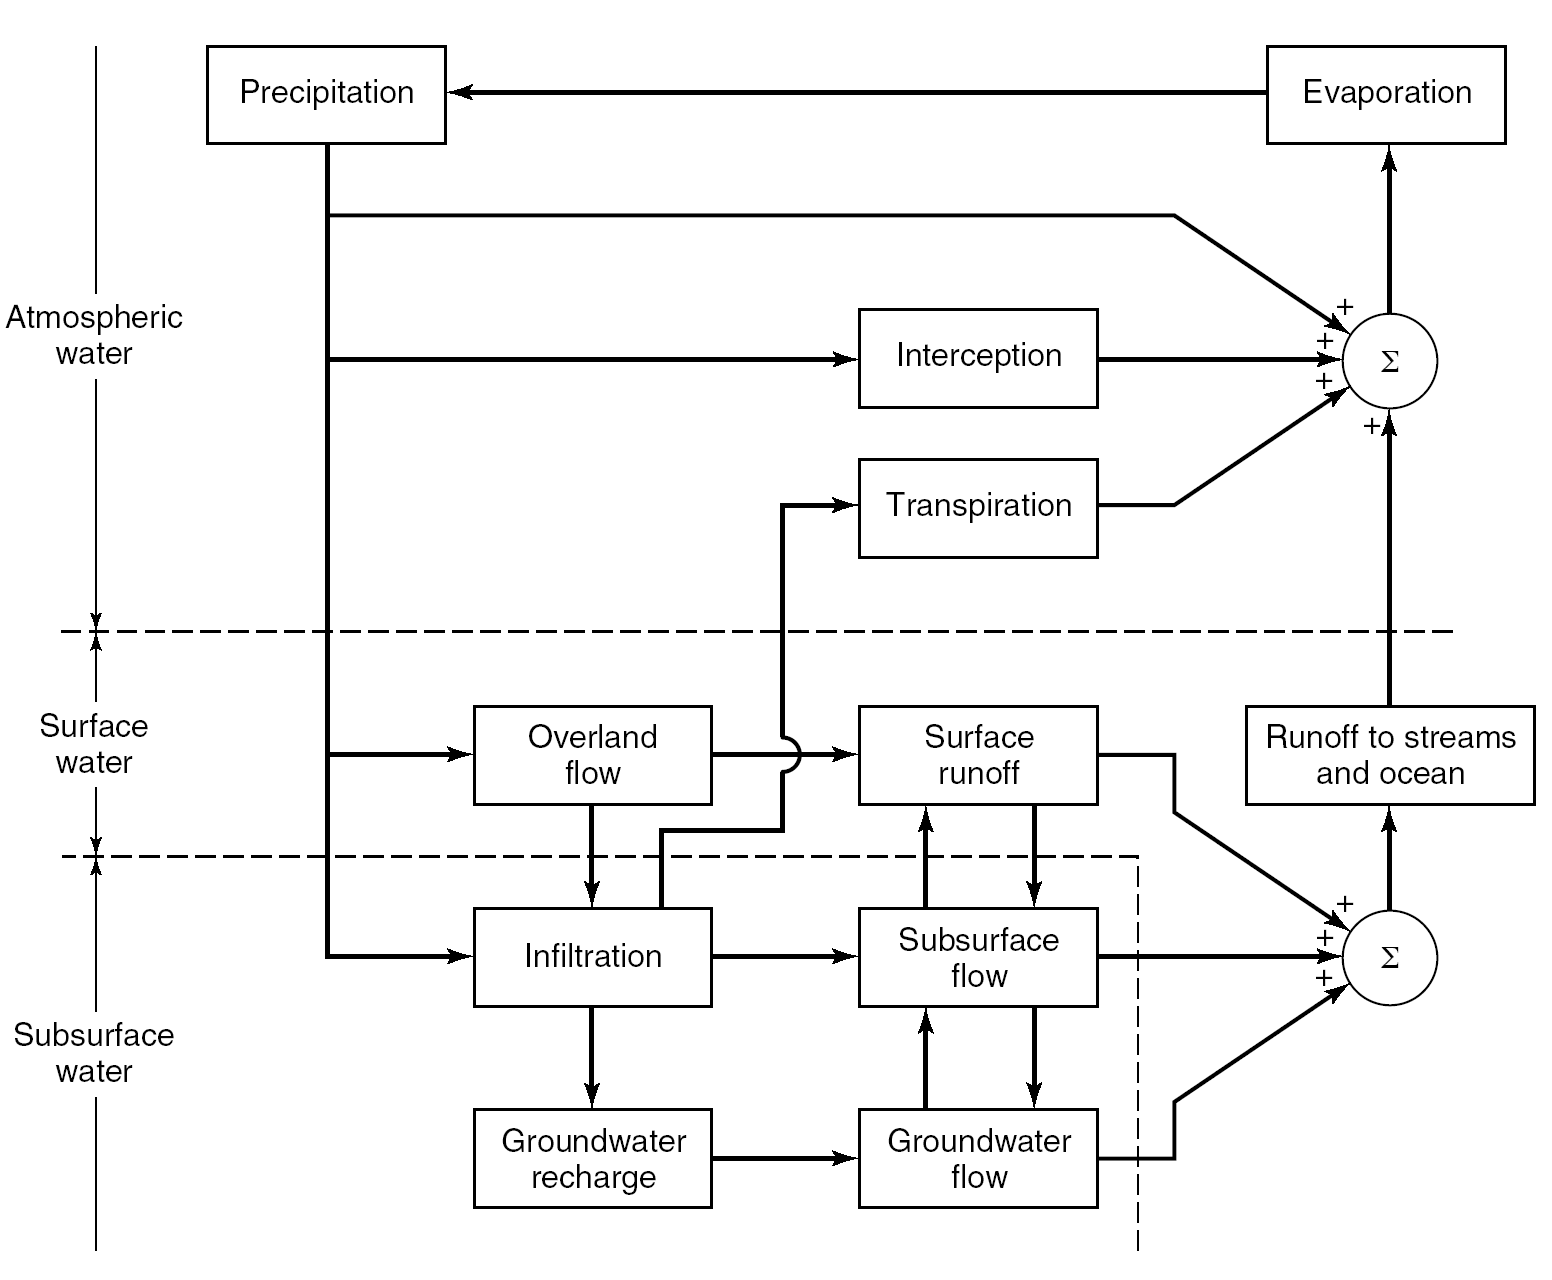 Precipitation
Evaporation
Atmospheric
water
+
+
Interception
Σ
+
+
Transpiration
Surface
water
Overland
flow
Surface
runoff
Runoff to streams
and ocean
+
+
Infiltration
Subsurface
flow
Σ
+
Subsurface
water
Groundwater
recharge
Groundwater
flow